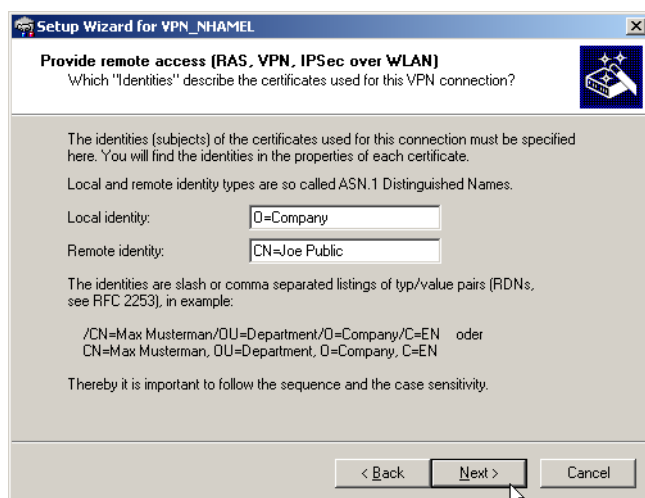 Setup Wizard for VPN_NHAMEL
Provide remote access (RAS, VPN, IPSec over WLAN)
Which "Identities" describe the certificates used for this VPN connection?
The identities (subjects) of the certificates used for this connection must be specified
here. You will find the identities in the properties of each certificate.
Local and remote identity types are so called ASN.1 Distinguished Names.
Local identity: O=Company
Remote identity: CN=Joe Public
The identities are slash or comma separated listings of typ/value pairs (RDNs,
see RFC 2253), in example:
/CN=Max Musterman/OU=Department/O=Company/C=EN oder
CN=Max Musterman, OU=Department, O=Company, C=EN
Thereby it is important to follow the sequence and the case sensitivity.
< Back Next > Cancel